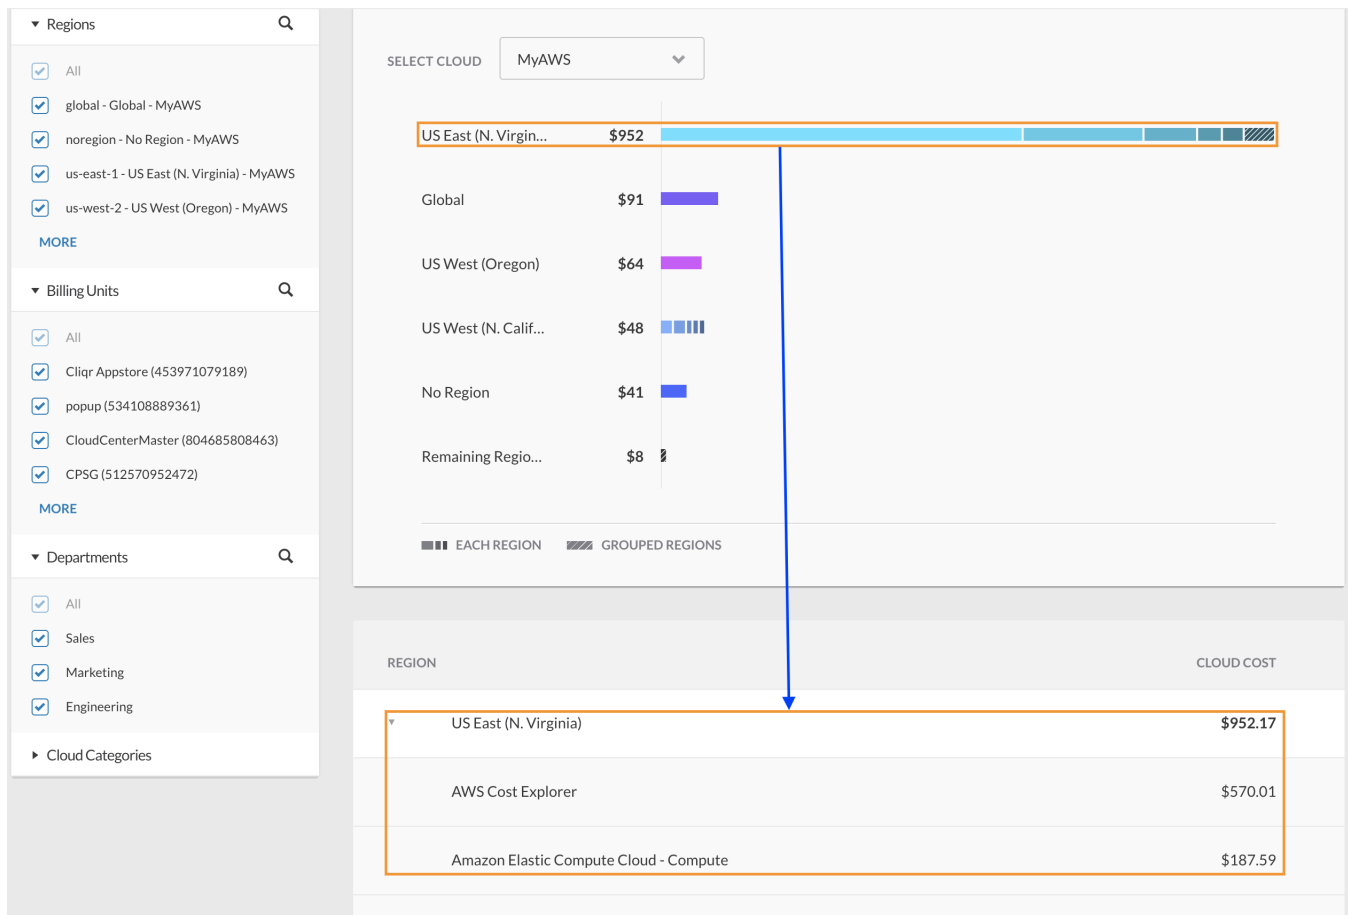 Regions
All
global - Global - MyAWS
noregion - No Region - MyAWS
us-east-1 - US East (N. Virginia) - MyAWS
us-west-2 - US West (Oregon) - MyAWS
MORE
Billing Units
All
Cliqr Appstore (453971079189)
popup (534108889361)
CloudCenterMaster (804685808463)
CPSG (512570952472)
MORE
Departments
All
Sales
Marketing
Engineering
Cloud Categories
SELECT CLOUD MyAWS
US East (N. Virgin... $952
Global $91
US West (Oregon) $64
US West (N. Calif... $48
No Region $41
Remaining Regio... $8
EACH REGION GROUPED REGIONS
REGION CLOUD COST
US East (N. Virginia) $952.17
AWS Cost Explorer $570.01
Amazon Elastic Compute Cloud - Compute $187.59